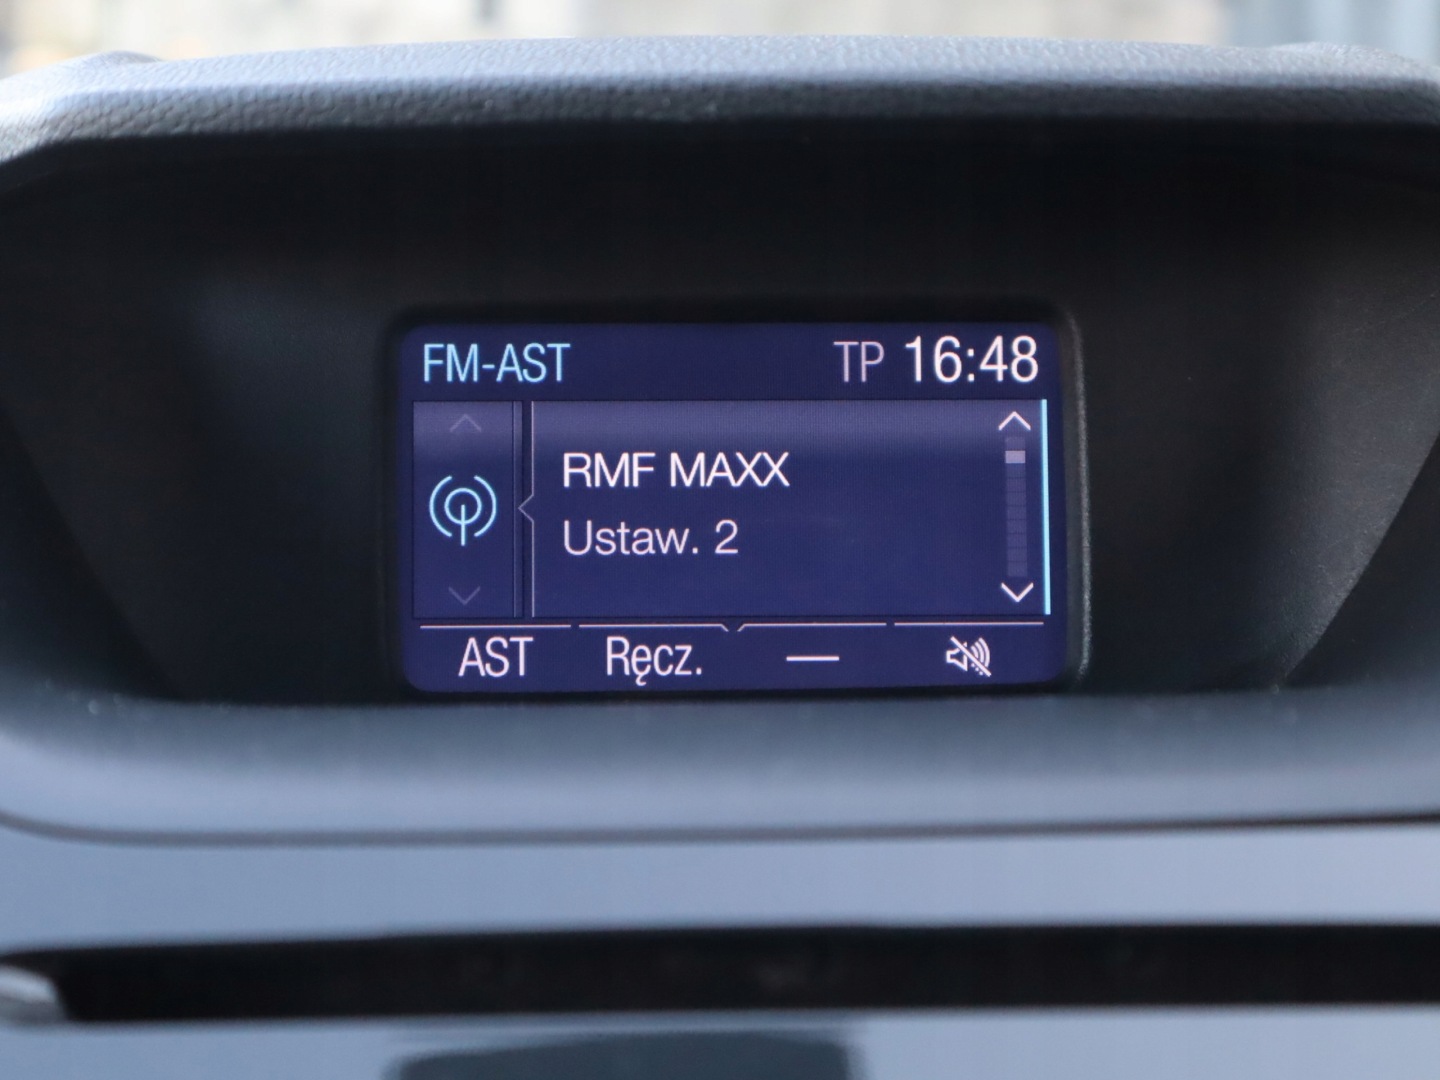 FM-AST TP 16:48
RMF MAXX
Ustaw. 2
AST Ręcz. —